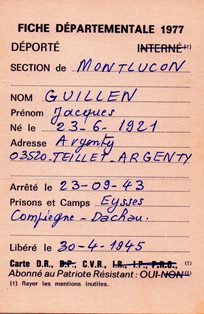 FICHE DÉPARTEMENTALE 1977
DÉPORTÉ INTERNÉ (1)
SECTION de MONTLUCON
NOM GUILLEN
Prénom Jacques
Né le 23-6-1921
Adresse Argenty
03520.TEILLET.ARGENTY
Arrêté le 23-09-43
Prisons et Camps Eysses
Compiegne-Dachau.
Libéré le 30-4-1945
Carte D.R., D.P., C.V.R., I.R., I.P., P.R.O., (1)
Abonné au Patriote Résistant : OUI-NON (1)
(1) Rayer les mentions inutiles.